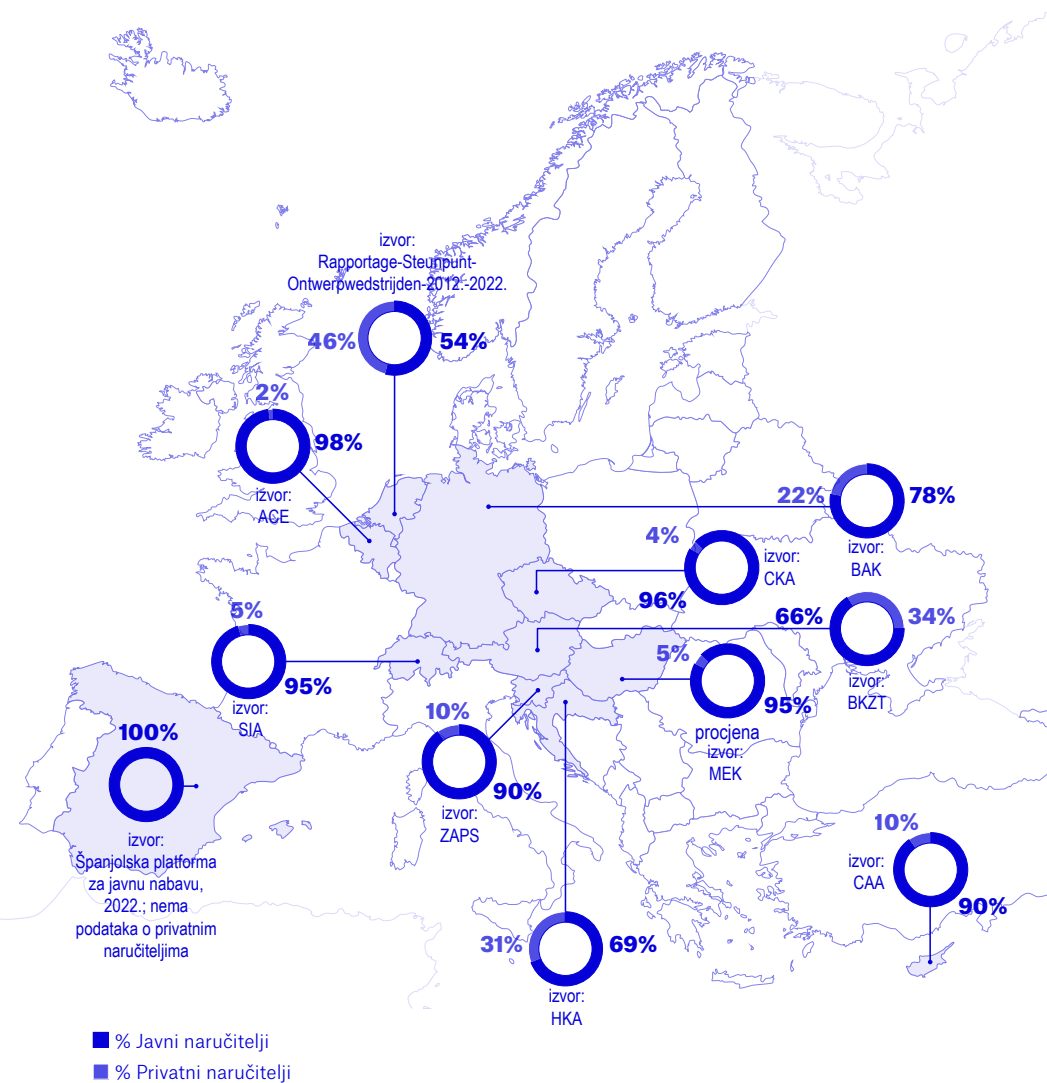 izvor:
Rapportage-Steunpunt-
Ontwerpwedstrijden-2012.-2022.
46%
54%
2%
98%
izvor:
ACE
22%
78%
izvor:
BAK
4%
96%
izvor:
CKA
66%
34%
izvor:
BKZT
5%
95%
izvor:
SIA
5%
95%
procjena
izvor:
MEK
100%
izvor:
Španjolska platforma
za javnu nabavu,
2022.; nema
podataka o privatnim
naručiteljima
10%
90%
izvor:
ZAPS
10%
90%
izvor:
CAA
31%
69%
izvor:
HKA
% Javni naručitelji
% Privatni naručitelji